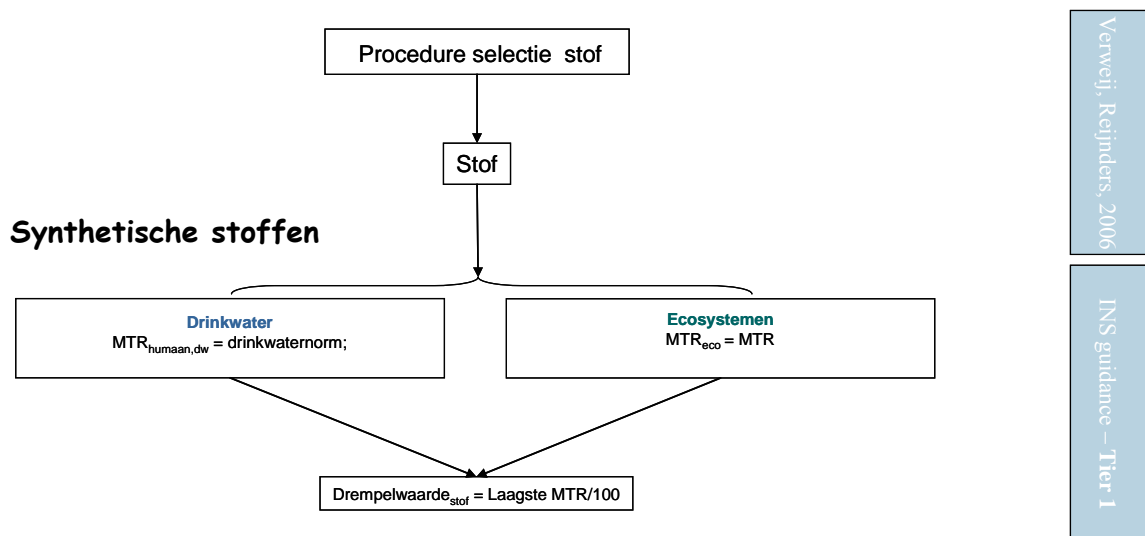 Procedure selectie stof
Stof
Synthetische stoffen
Drinkwater
MTRhumaan,dw = drinkwaternorm;
Ecosystemen
MTReco = MTR
Drempelwaardestof = Laagste MTR/100
Verweij, Reijnders, 2006
INS guidance – Tier 1